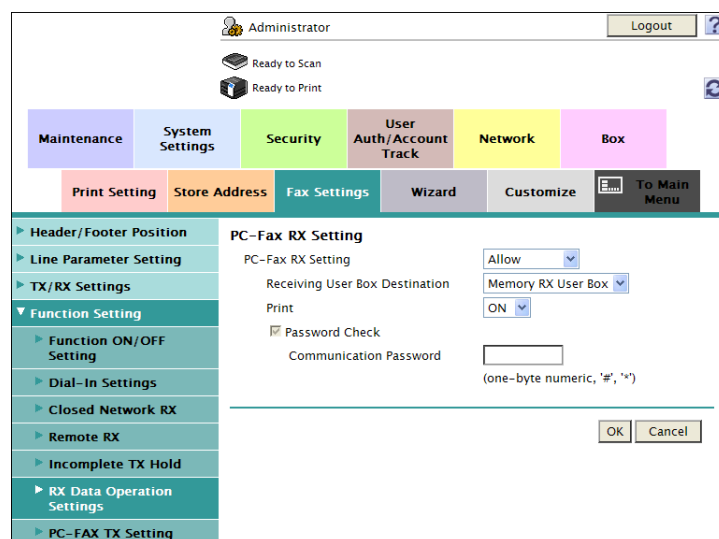 Administrator
Logout
?
Ready to Scan
Ready to Print
Maintenance
System
Settings
Security
User
Auth/Account
Track
Network
Box
Print Setting
Store Address
Fax Settings
Wizard
Customize
To Main
Menu
Header/Footer Position
Line Parameter Setting
TX/RX Settings
Function Setting
Function ON/OFF
Setting
Dial-In Settings
Closed Network RX
Remote RX
Incomplete TX Hold
RX Data Operation
Settings
PC-FAX TX Setting
PC-Fax RX Setting
PC-Fax RX Setting
Allow
Receiving User Box Destination
Memory RX User Box
Print
ON
Password Check
Communication Password
(one-byte numeric, '#', '*')
OK
Cancel